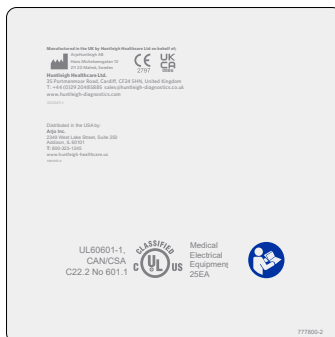 Manufactured in the UK by Huntleigh Healthcare Ltd on behalf of;
ArjoHuntleigh AB
Hans Michelsensgatan 10
211 20 Malmö, Sweden
CE
2797
UK
CA
0086
Huntleigh Healthcare Ltd.
35 Portmanmoor Road, Cardiff, CF24 5HN, United Kingdom
T: +44 (0)29 20485885 sales@huntleigh-diagnostics.co.uk
www.huntleigh-diagnostics.com
Distributed in the USA by:
Arjo Inc.
2349 West Lake Street, Suite 250
Addison, IL 60101
T: 800-323-1245
www.huntleigh-healthcare.us
UL60601-1,
CAN/CSA
C22.2 No 601.1
CLASSIFIED
C UL US
Medical
Electrical
Equipment
25EA
777800-2